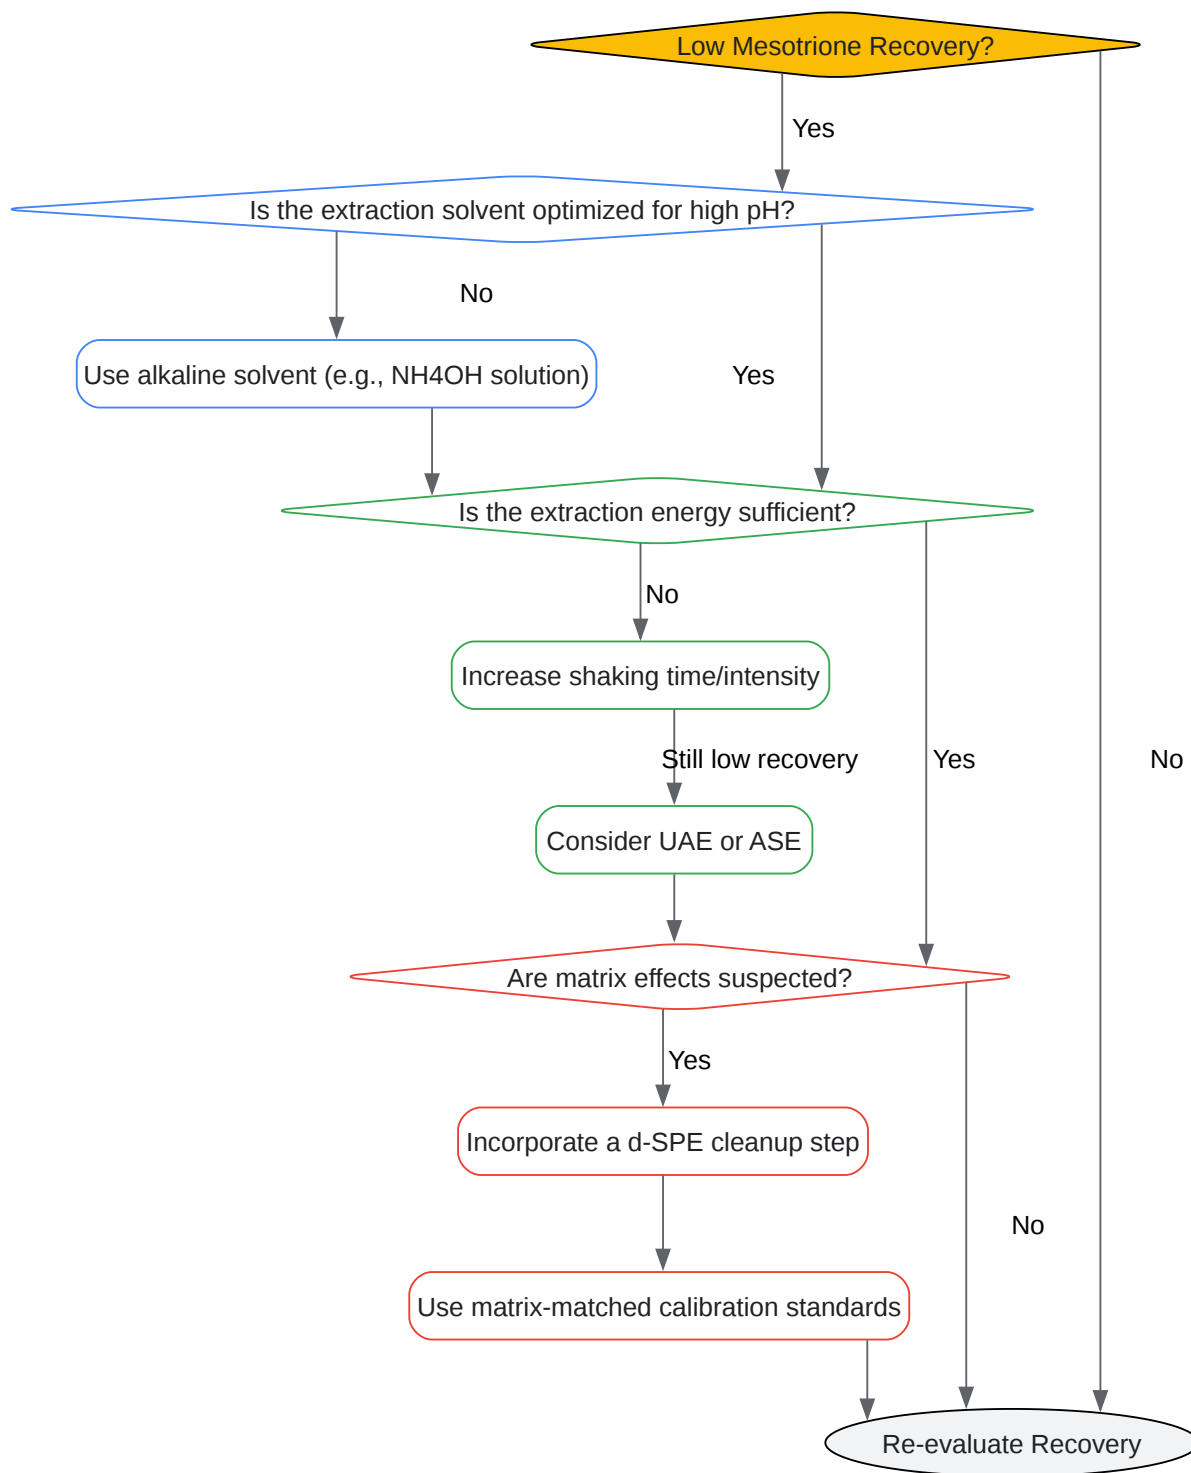 Low Mesotrione Recovery?
Yes
Is the extraction solvent optimized for high pH?
No
Use alkaline solvent (e.g., NH4OH solution)
Yes
Is the extraction energy sufficient?
No
Increase shaking time/intensity
Still low recovery
Yes
No
Consider UAE or ASE
Are matrix effects suspected?
Yes
Incorporate a d-SPE cleanup step
No
Use matrix-matched calibration standards
Re-evaluate Recovery